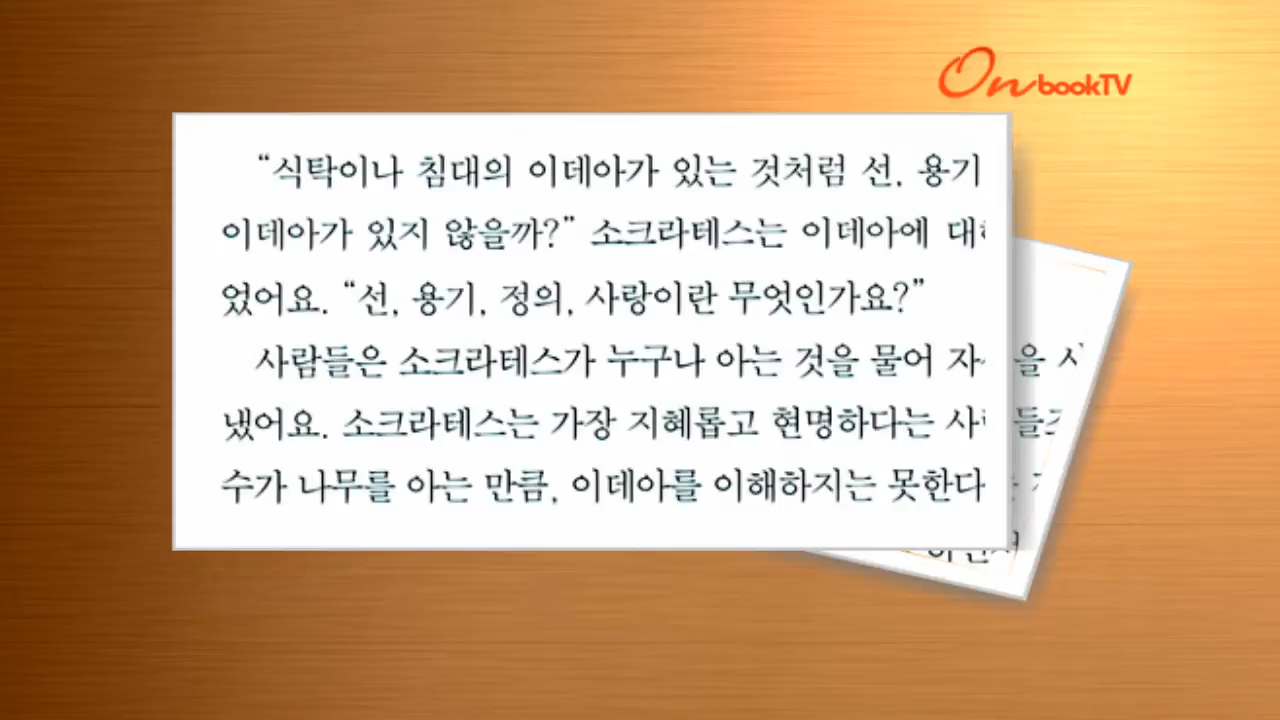 On bookTV
“식탁이나 침대의 이데아가 있는 것처럼 선, 용기
이데아가 있지 않을까?” 소크라테스는 이데아에
었어요. “선, 용기, 정의, 사랑이란 무엇인가요?”
사람들은 소크라테스가 누구나 아는 것을 물어
냈어요. 소크라테스는 가장 지혜롭고 현명하다는
수가 나무를 아는 만큼, 이데아를 이해하지는 못한다